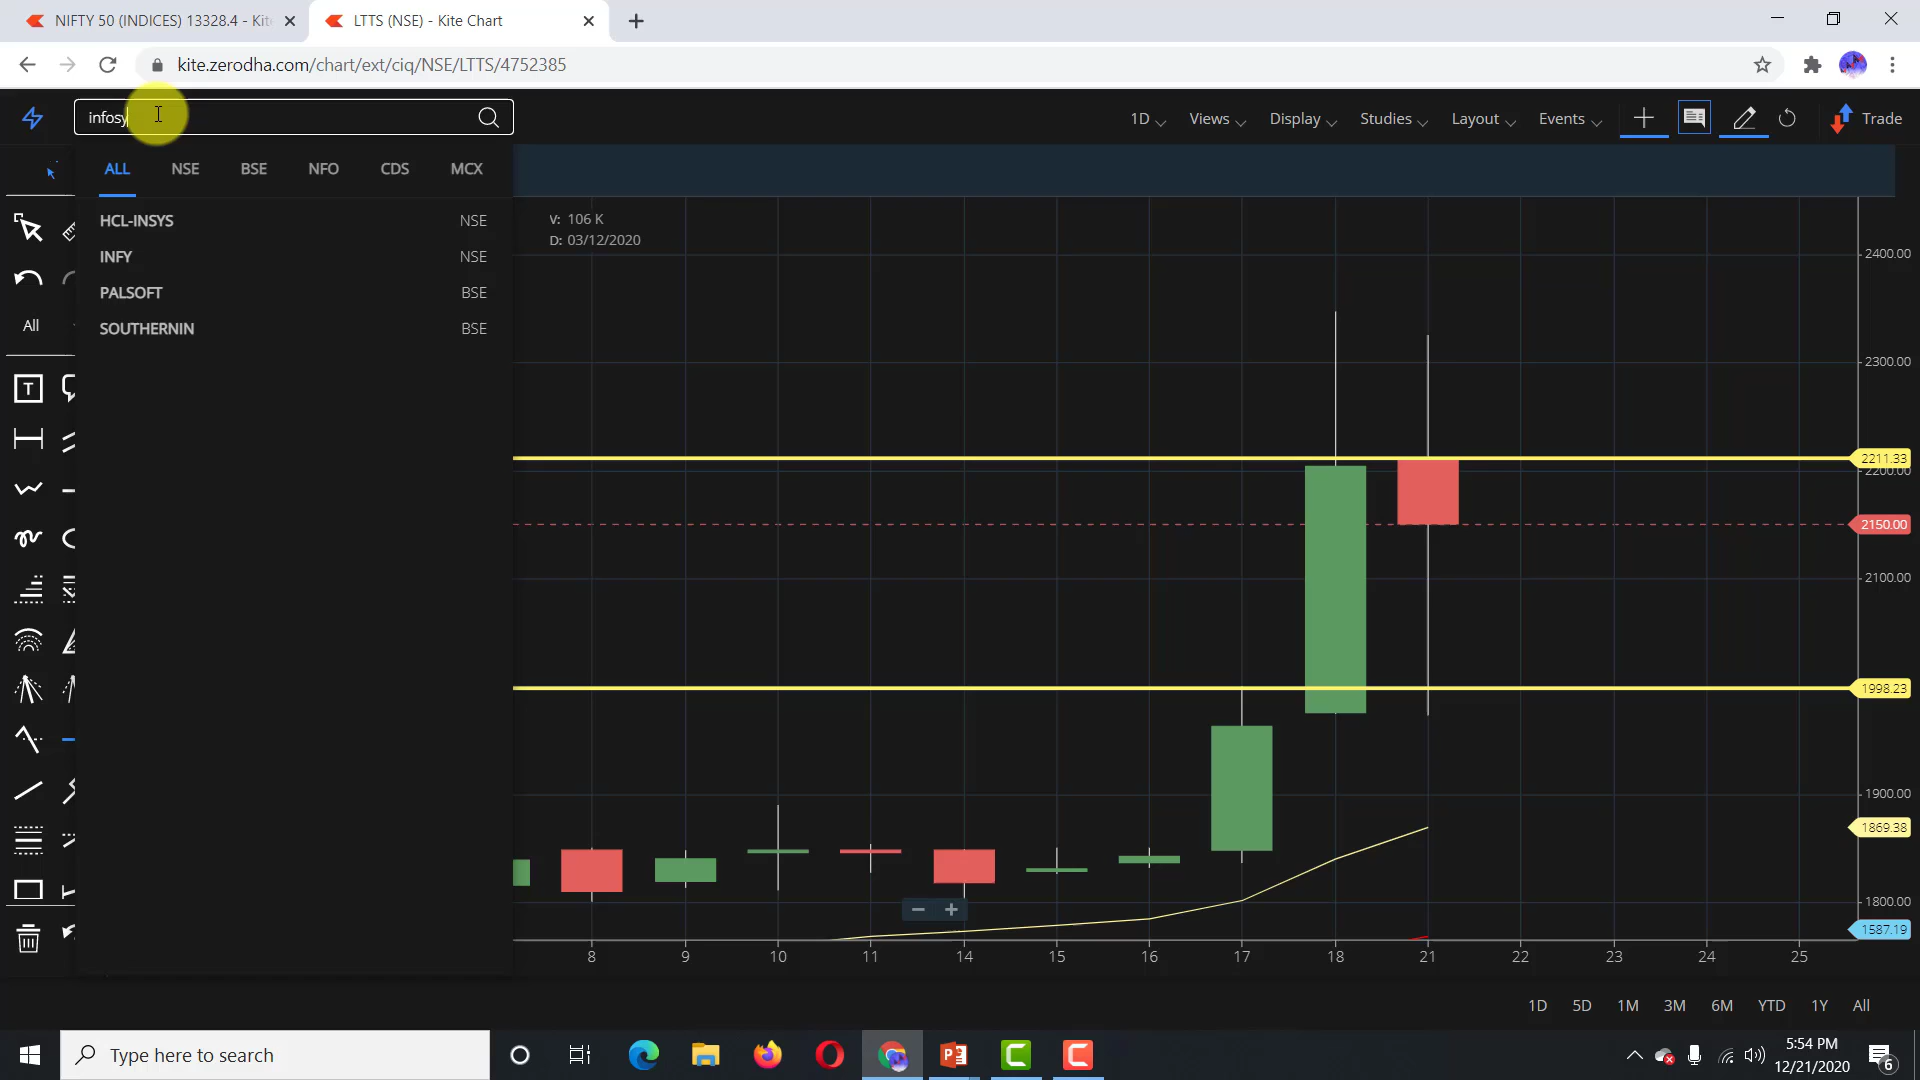 NIFTY 50 (INDICES) 13328.4 - Kite
LTTS (NSE) - Kite Chart
kite.zerodha.com/chart/ext/ciq/NSE/LTTS/4752385
infosy
1D
Views
Display
Studies
Layout
Events
Trade
ALL
NSE
BSE
NFO
CDS
MCX
HCL-INSYS NSE
INFY NSE
PALSOFT BSE
SOUTHERNIN BSE
All
T
V: 106 K
D: 03/12/2020
2400.00
2300.00
2211.33
2200.00
2150.00
2100.00
1998.23
1900.00
1869.38
1800.00
1587.19
8 9 10 11 14 15 16 17 18 21 22 23 24 25
1D 5D 1M 3M 6M YTD 1Y All
Type here to search
5:54 PM
12/21/2020
6